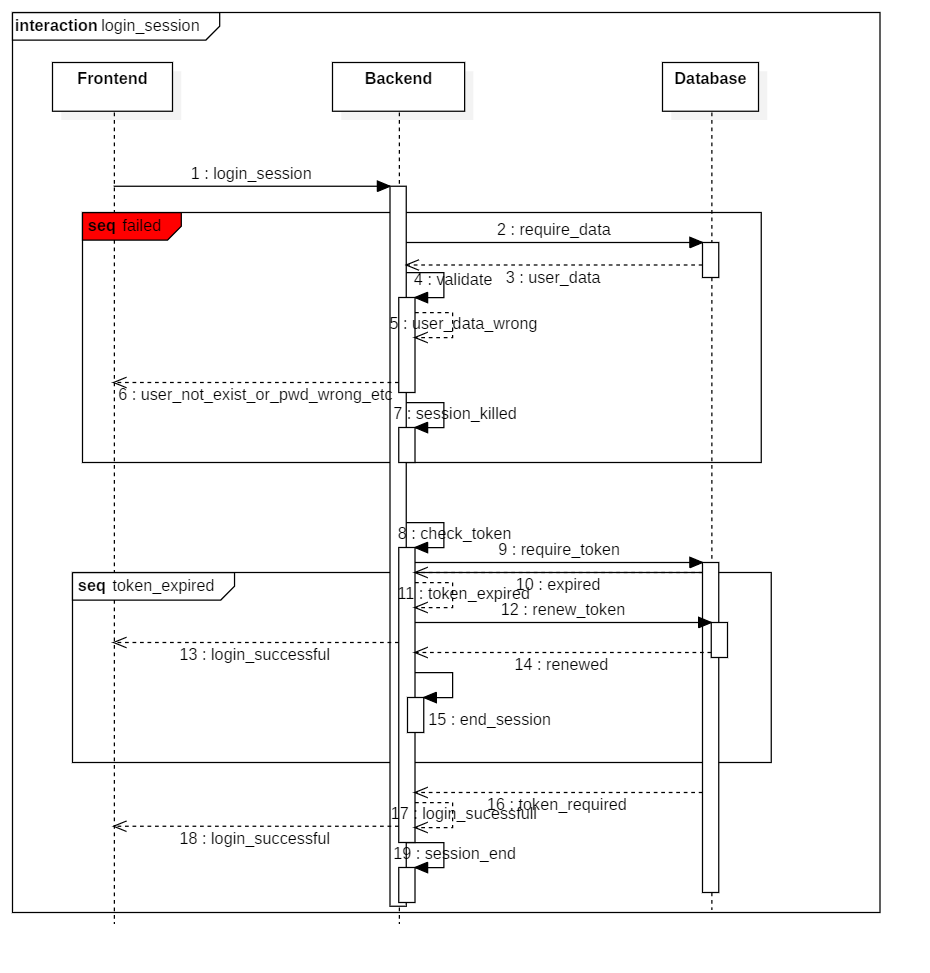 interaction login_session
Frontend
Backend
Database
1 : login_session
seq failed
2 : require_data
3 : user_data
4 : validate
5 : user_data_wrong
6 : user_not_exist_or_pwd_wrong_etc
7 : session_killed
8 : check_token
9 : require_token
seq token_expired
10 : expired
11 : token_expired
12 : renew_token
13 : login_successful
14 : renewed
15 : end_session
16 : token_required
17 : login_sucessfull
18 : login_successful
19 : session_end